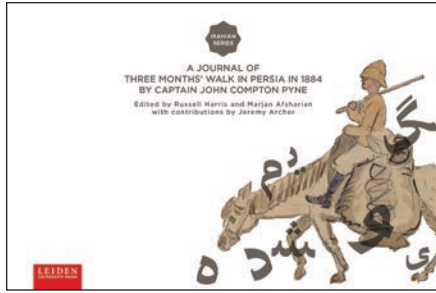 IRANIAN
SERIES
A JOURNAL OF
THREE MONTHS' WALK IN PERSIA IN 1884
BY CAPTAIN JOHN COMPTON PYNE
Edited by Russell Harris and Marjan Afsharian
with contributions by Jeremy Archer
LEIDEN